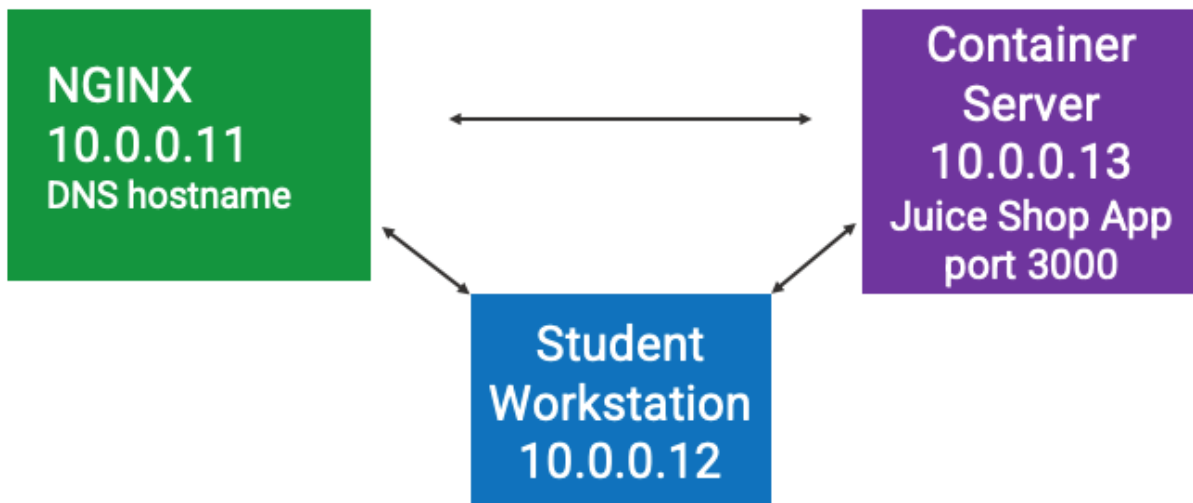 NGINX
10.0.0.11
DNS hostname
Container
Server
10.0.0.13
Juice Shop App
port 3000
Student
Workstation
10.0.0.12